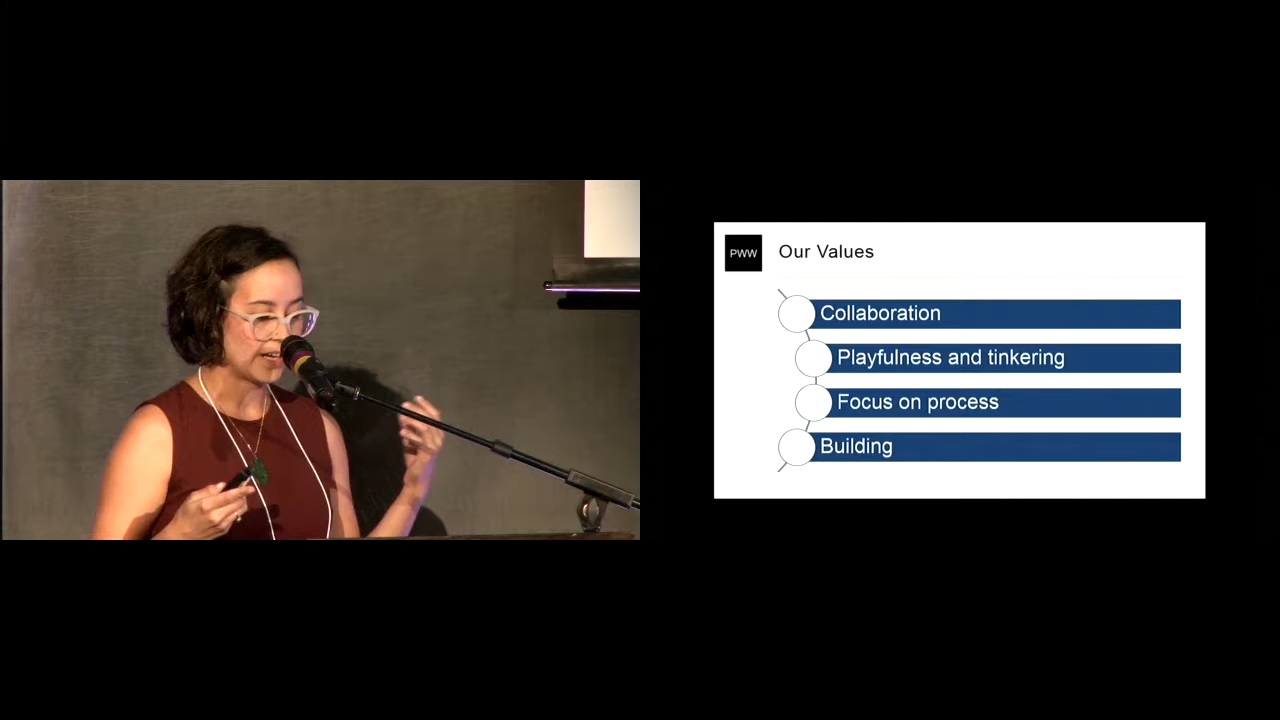 PWW
Our Values
Collaboration
Playfulness and tinkering
Focus on process
Building